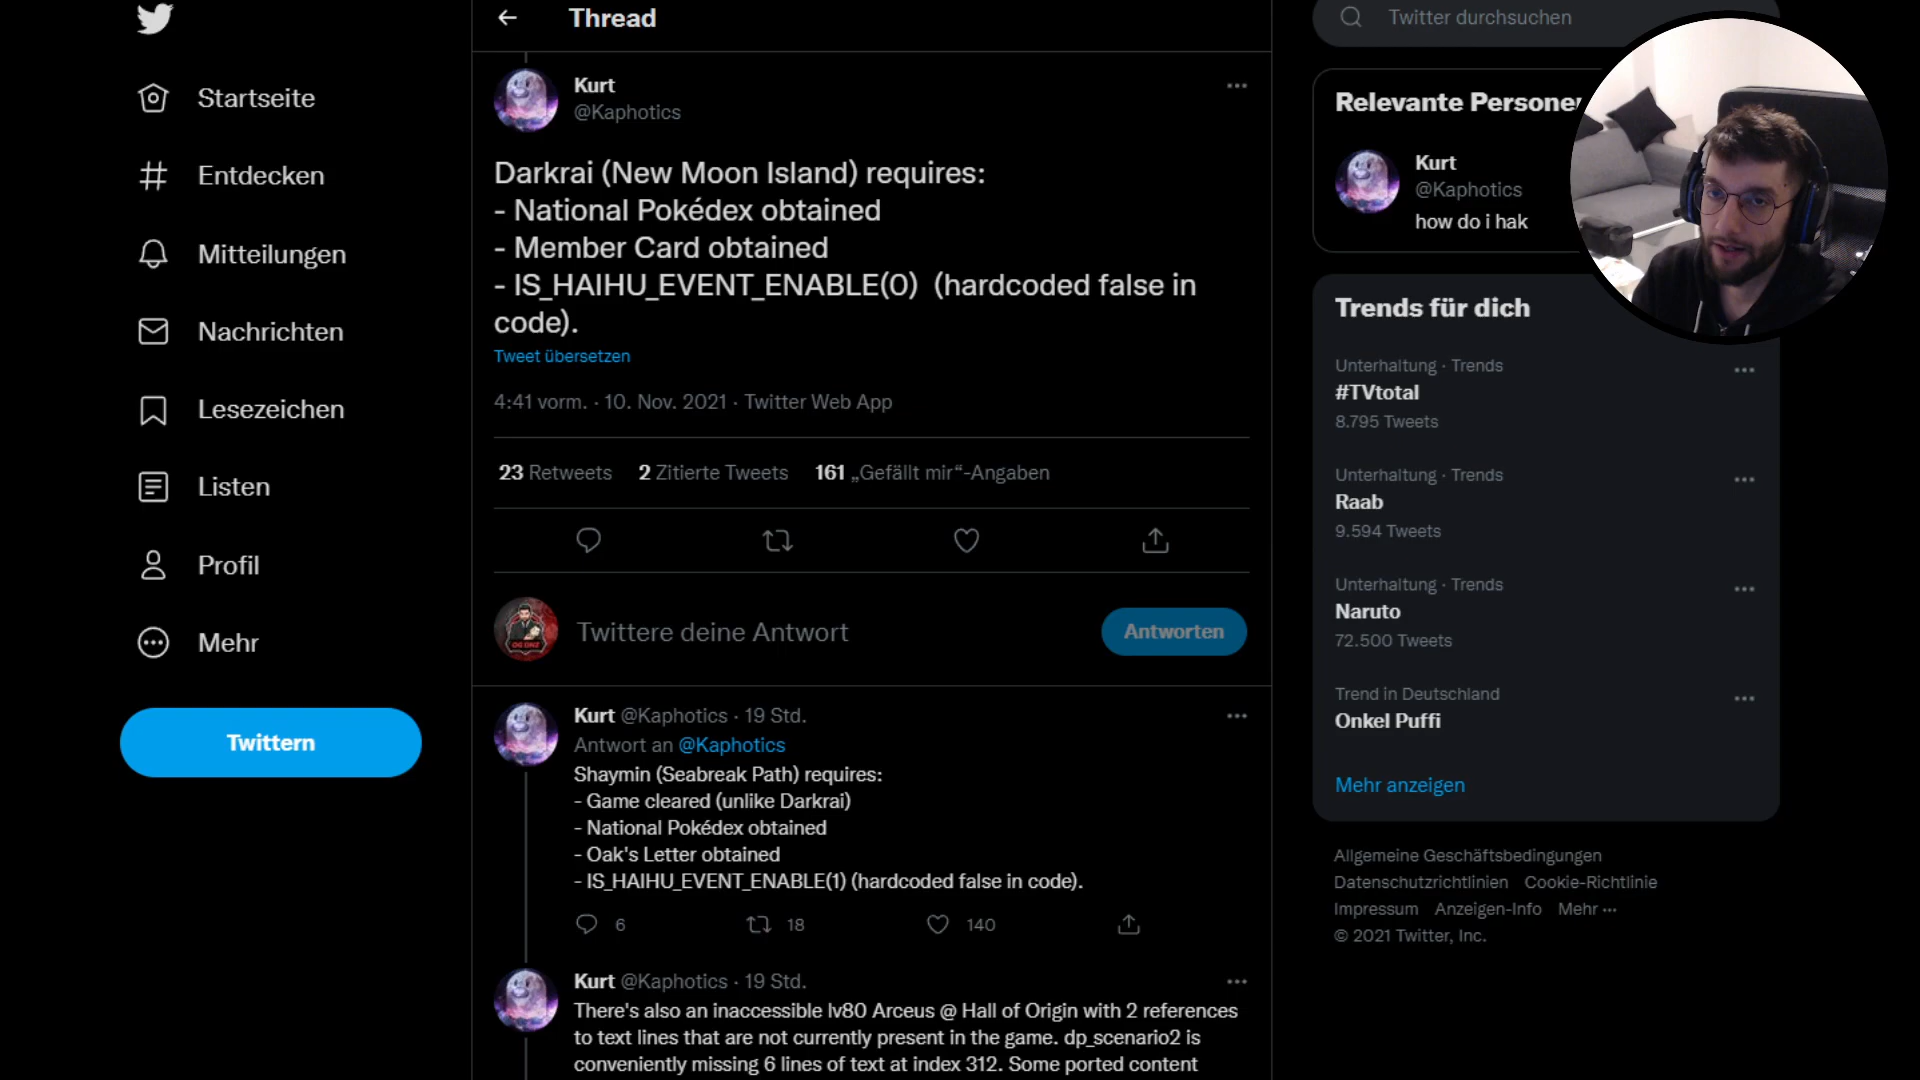 Startseite
Entdecken
Mitteilungen
Nachrichten
Lesezeichen
Listen
Profil
Mehr
Twittern
Thread
Kurt
@Kaphotics
Darkrai (New Moon Island) requires:
- National Pokédex obtained
- Member Card obtained
- IS_HAIHU_EVENT_ENABLE(0)  (hardcoded false in
code).
Tweet übersetzen
4:41 vorm. · 10. Nov. 2021 · Twitter Web App
23 Retweets 2 Zitierte Tweets 161 „Gefällt mir“-Angaben
Twittere deine Antwort
Antworten
Kurt @Kaphotics · 19 Std.
Antwort an @Kaphotics
Shaymin (Seabreak Path) requires:
- Game cleared (unlike Darkrai)
- National Pokédex obtained
- Oak's Letter obtained
- IS_HAIHU_EVENT_ENABLE(1) (hardcoded false in code).
6 18 140
Kurt @Kaphotics · 19 Std.
There's also an inaccessible lv80 Arceus @ Hall of Origin with 2 references
to text lines that are not currently present in the game. dp_scenario2 is
conveniently missing 6 lines of text at index 312. Some ported content
Twitter durchsuchen
Relevante Personen
Kurt
@Kaphotics
how do i hak
Trends für dich
Unterhaltung · Trends
#TVtotal
8.795 Tweets
Unterhaltung · Trends
Raab
9.594 Tweets
Unterhaltung · Trends
Naruto
72.500 Tweets
Trend in Deutschland
Onkel Puffi
Mehr anzeigen
Allgemeine Geschäftsbedingungen
Datenschutzrichtlinien Cookie-Richtlinie
Impressum Anzeigen-Info Mehr ···
© 2021 Twitter, Inc.